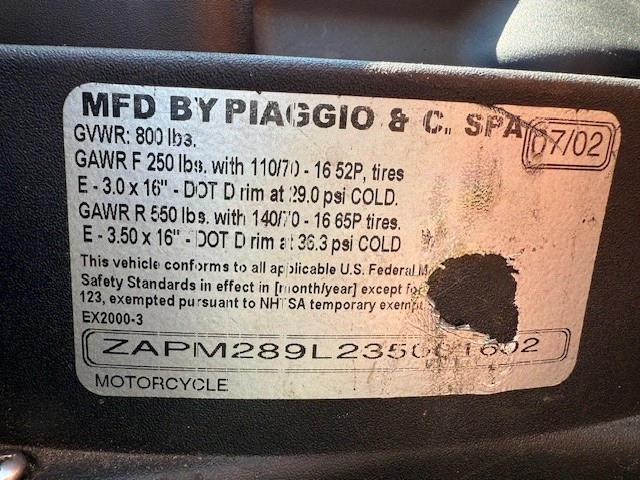 MFD BY PIAGGIO & C. SPA 07/02
GVWR: 800 lbs.
GAWR F 250 lbs. with 110/70 - 16 52P, tires
E - 3.0 x 16" - DOT D rim at 29.0 psi COLD.
GAWR R 550 lbs. with 140/70 - 16 65P tires.
E - 3.50 x 16" - DOT D rim at 36.3 psi COLD
This vehicle conforms to all applicable U.S. Federal
Safety Standards in effect in [month/year] except
123, exempted pursuant to NHTSA temporary
EX2000-3
MOTORCYCLE